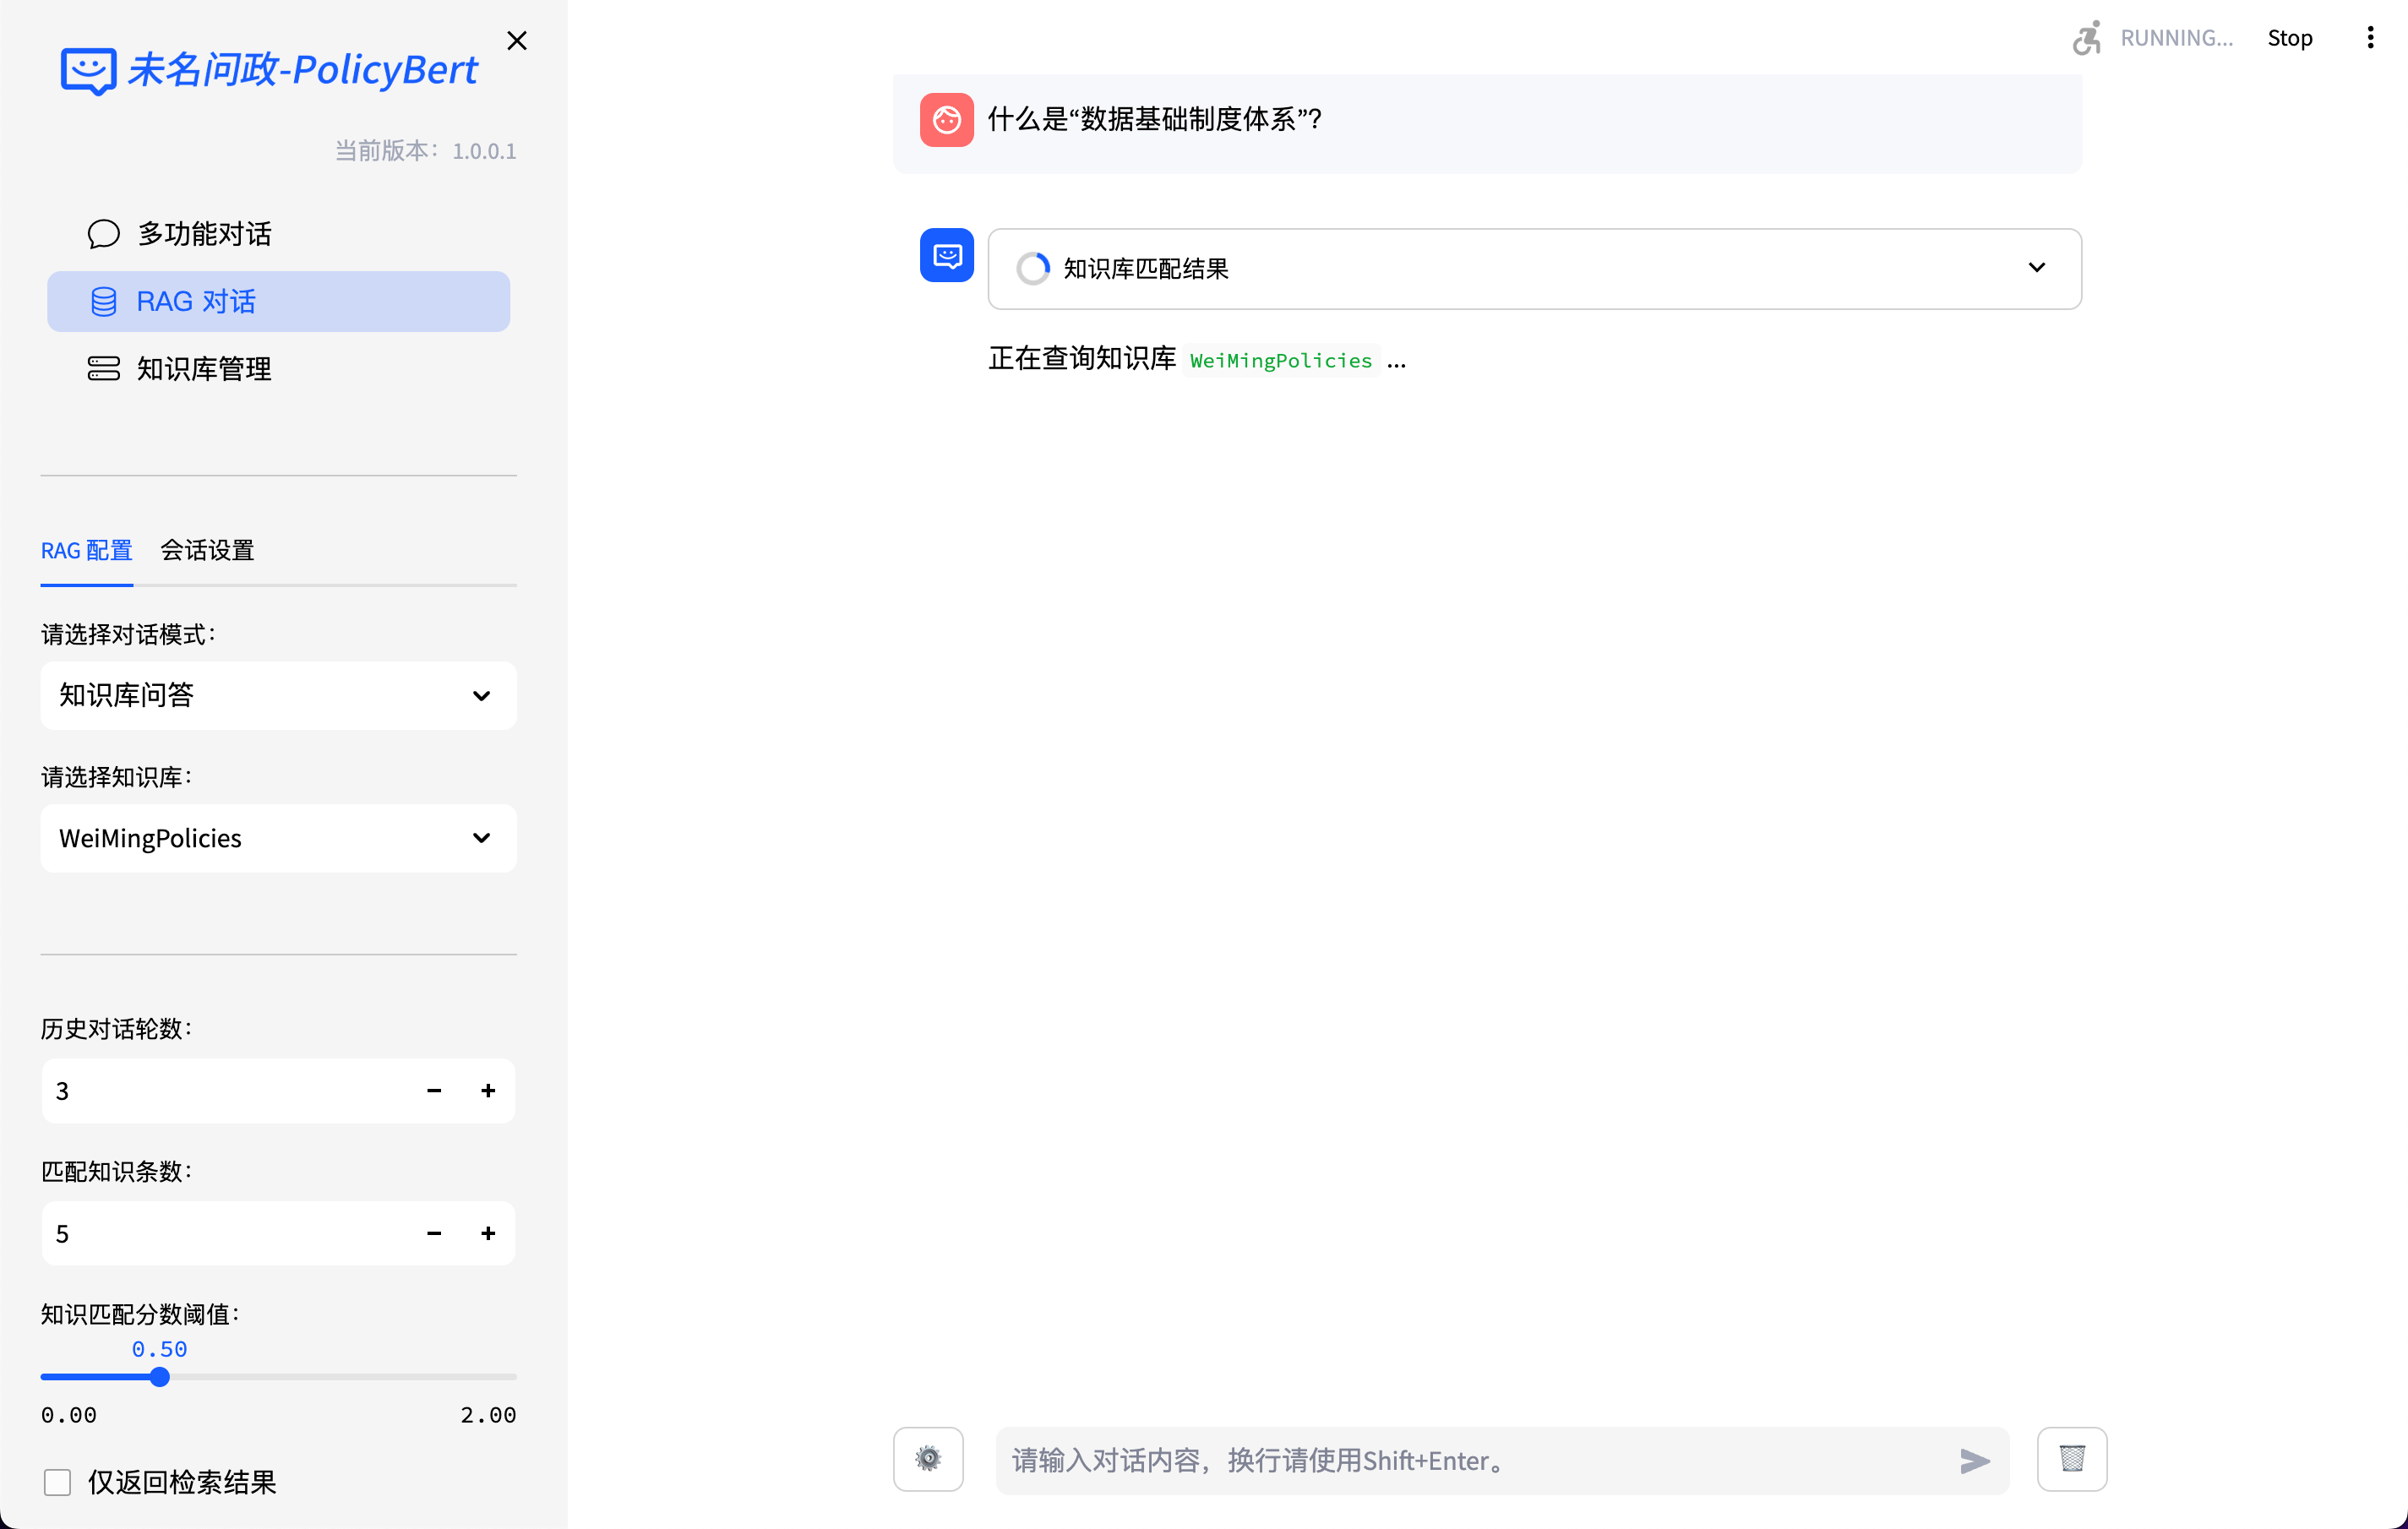 未名问政-PolicyBert
当前版本：1.0.0.1
多功能对话
RAG 对话
知识库管理
RAG 配置 会话设置
请选择对话模式：
知识库问答
请选择知识库：
WeiMingPolicies
历史对话轮数：
3
匹配知识条数：
5
知识匹配分数阈值：
0.50
0.00 2.00
仅返回检索结果
RUNNING... Stop
什么是“数据基础制度体系”？
知识库匹配结果
正在查询知识库 WeiMingPolicies ...
请输入对话内容，换行请使用Shift+Enter。